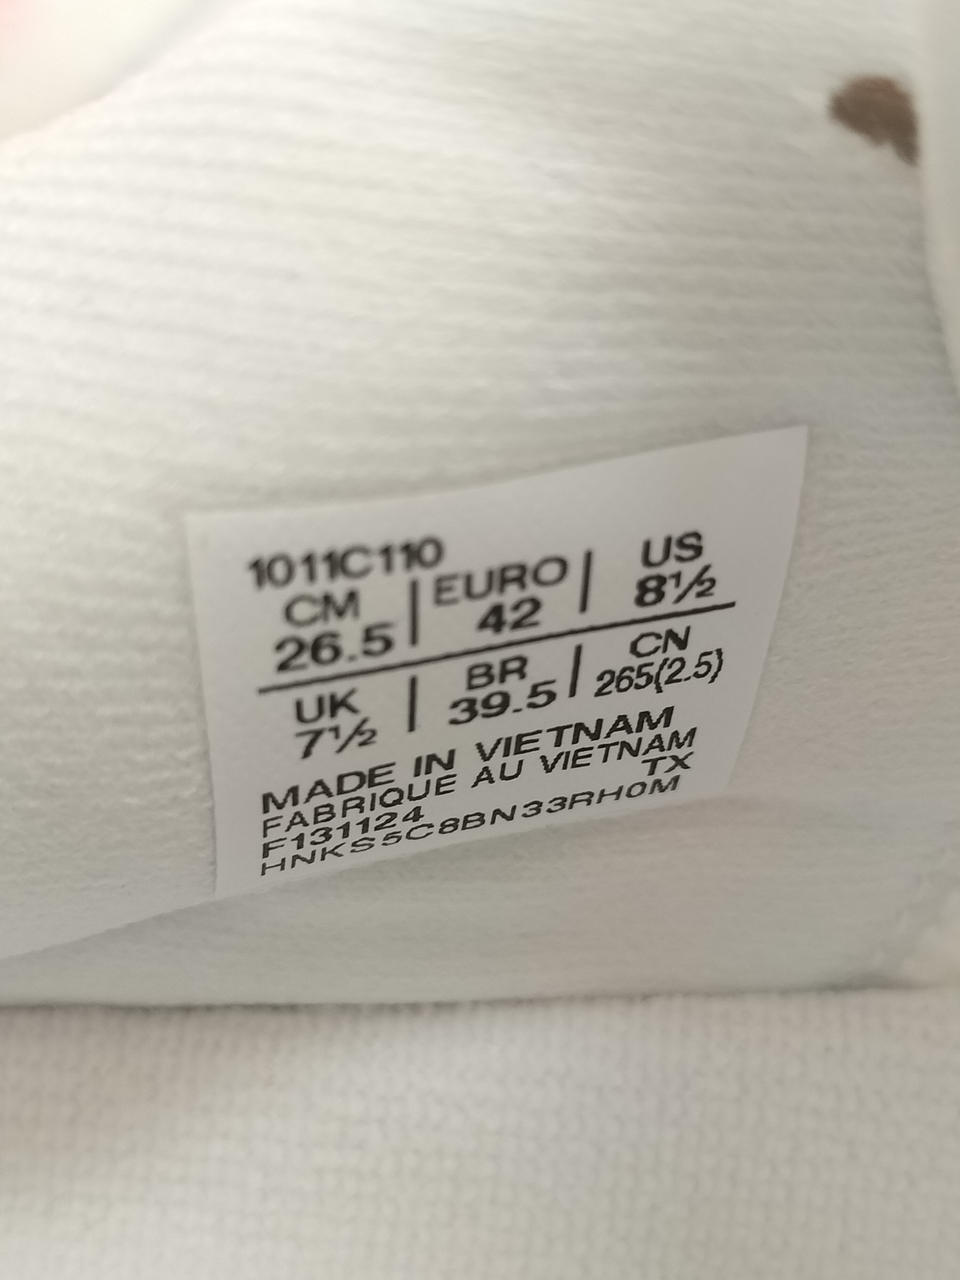 1011C110
CM | EURO | US
26.5 | 42 | 8½
UK | BR | CN
7½ | 39.5 | 265(2.5)
MADE IN VIETNAM
FABRIQUE AU VIETNAM
F131124 TX
HNKS5C8BN33RH0M